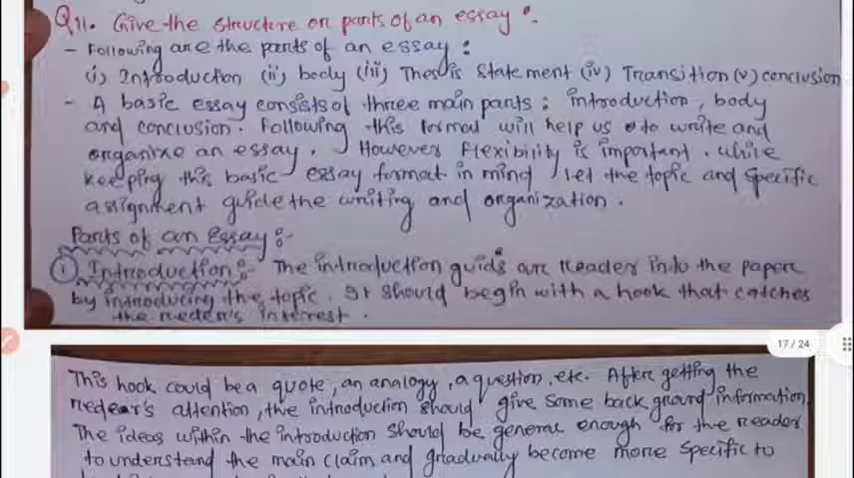 Q11. Give the structure or parts of an essay :
- Following are the parts of an essay :
(i) Introduction (ii) body (iii) Thesis Statement (iv) Transition (v) conclusion
- A basic essay consists of three main parts : introduction, body
and conclusion. Following this format will help us to write and
organize an essay. However flexibility is important. while
keeping this basic essay format in mind let the topic and specific
assignment guide the writing and organization.
Parts of an Essay :-
① Introduction :- The introduction guids our reader into the paper
by introducing the topic. It should begin with a hook that catches
the reder's interest.
17 / 24
This hook could be a quote, an analogy, a question, etc. After getting the
redear's attention, the introduction should give some back ground information.
The ideas within the introduction should be general enough for the reader
to understand the main claim and gradually become more specific to